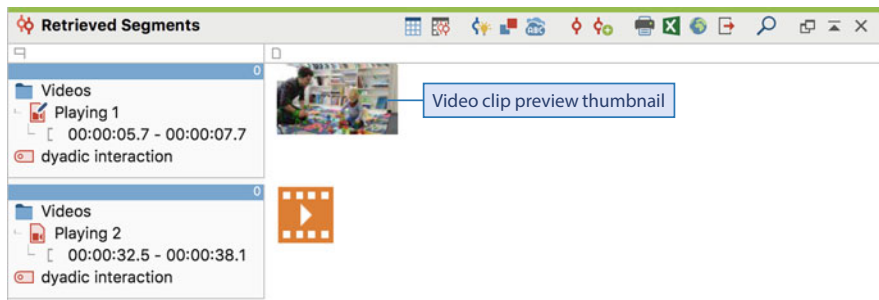 Retrieved Segments
ABC
0
Videos
Playing 1
00:00:05.7 - 00:00:07.7
dyadic interaction
Video clip preview thumbnail
0
Videos
Playing 2
00:00:32.5 - 00:00:38.1
dyadic interaction